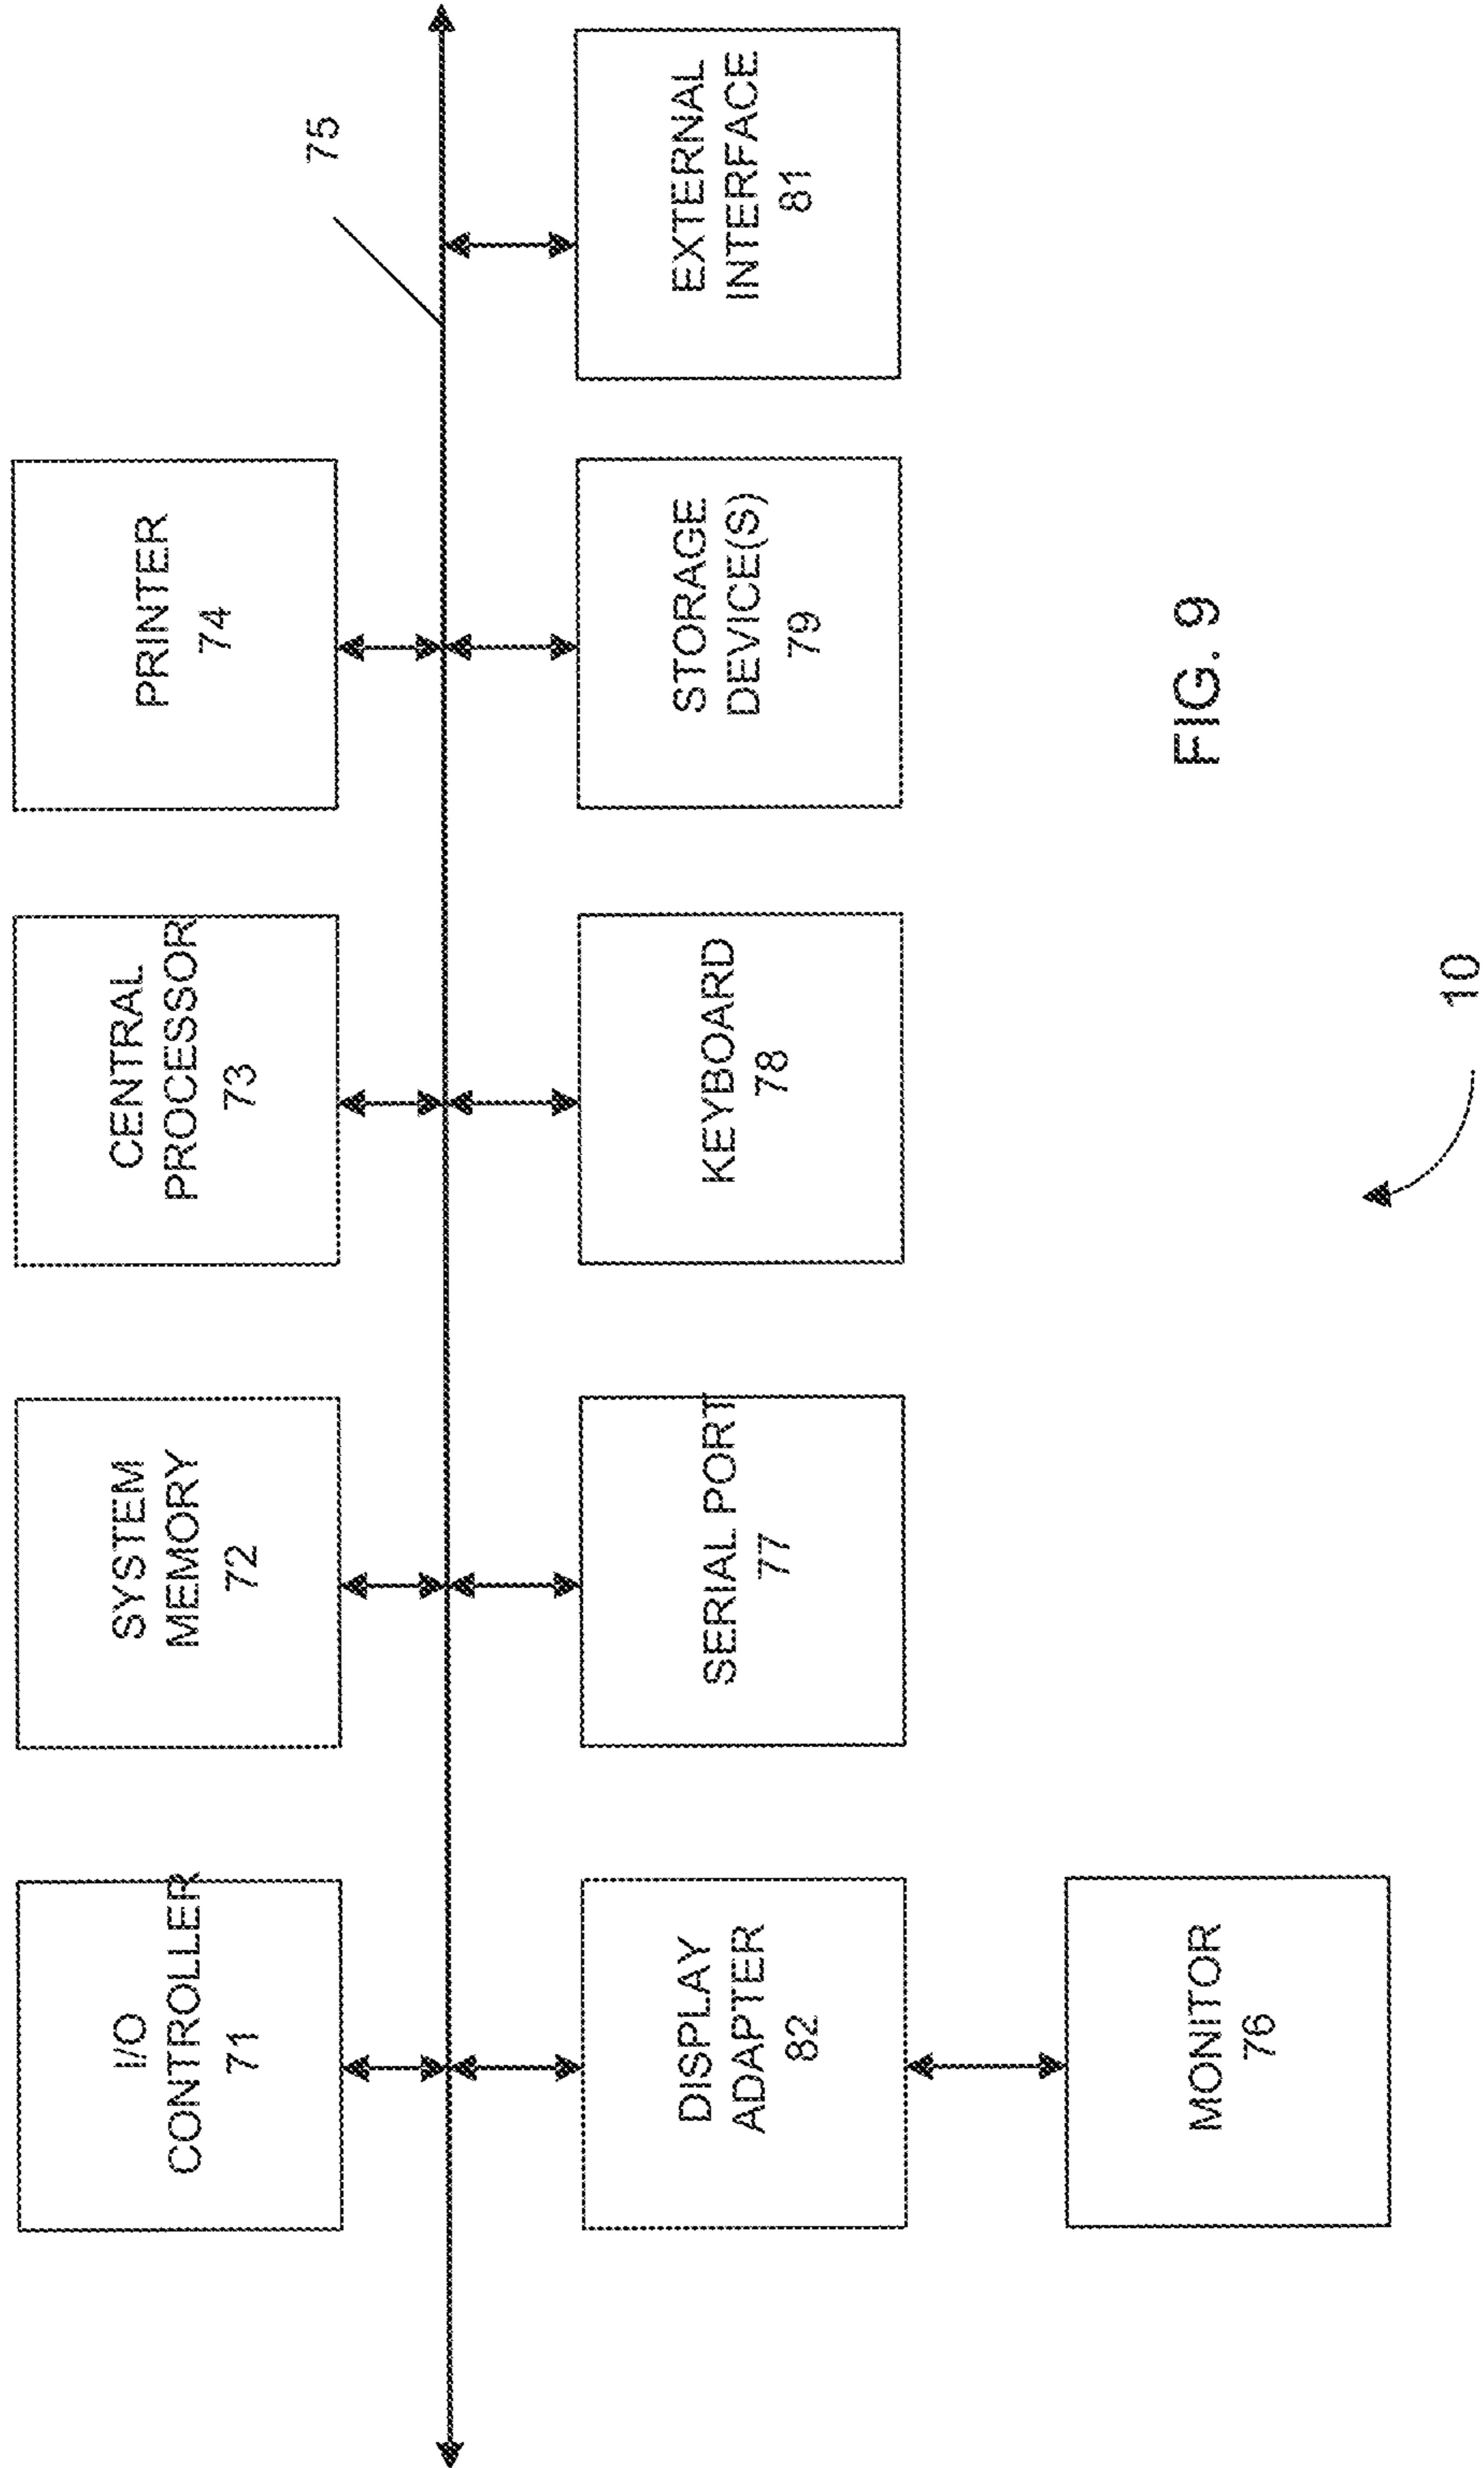 I/O
CONTROLLER
71
SYSTEM
MEMORY
72
CENTRAL
PROCESSOR
73
PRINTER
74
75
DISPLAY
ADAPTER
82
SERIAL PORT
77
KEYBOARD
78
STORAGE
DEVICE(S)
79
EXTERNAL
INTERFACE
81
MONITOR
76
10
FIG. 9